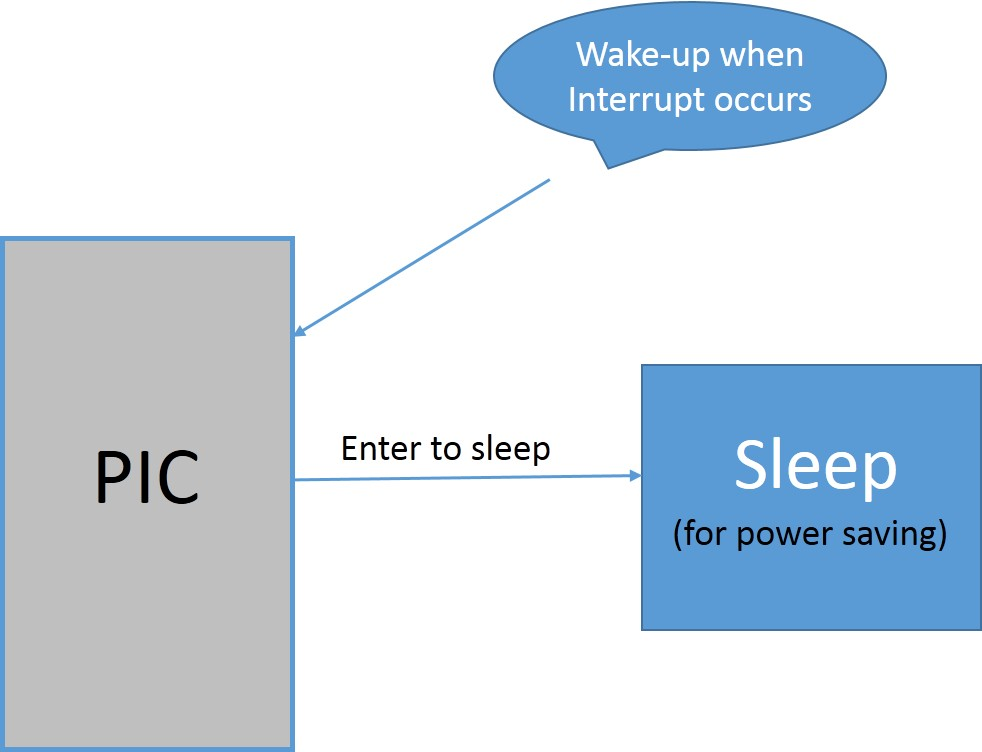 Wake-up when
Interrupt occurs
PIC
Enter to sleep
Sleep
(for power saving)